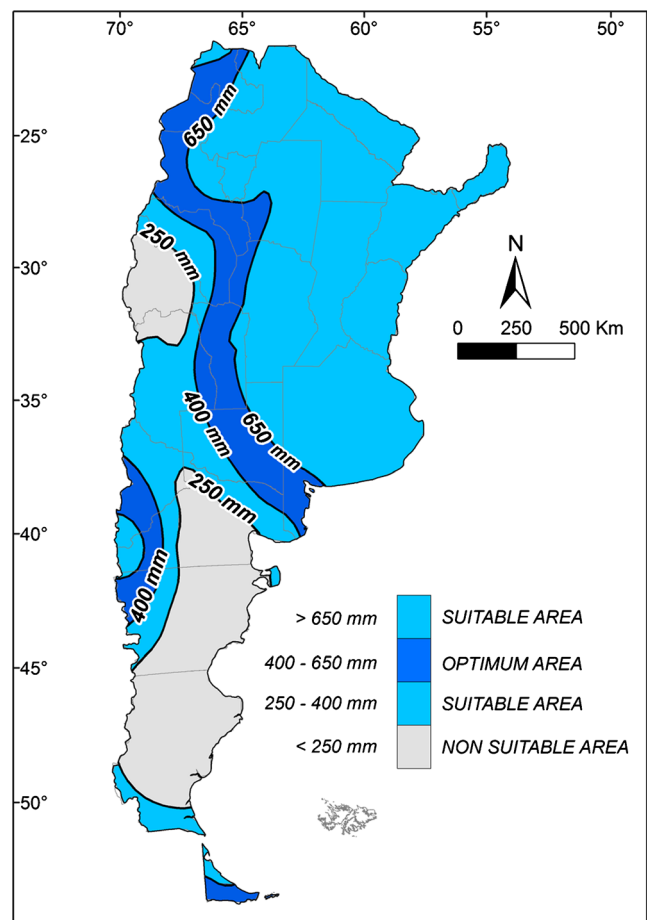 70° 65° 60° 55° 50°
25°
30°
35°
40°
45°
50°
650 mm
250 mm
N
0 250 500 Km
400 mm
650 mm
250 mm
400 mm
> 650 mm SUITABLE AREA
400 - 650 mm OPTIMUM AREA
250 - 400 mm SUITABLE AREA
< 250 mm NON SUITABLE AREA